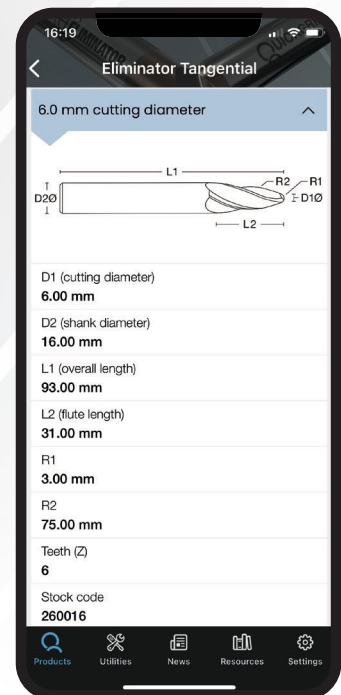 16:19
ELIMINATOR
Eliminator Tangential
6.0 mm cutting diameter
L1
R2
R1
D2Ø
D1Ø
L2
D1 (cutting diameter)
6.00 mm
D2 (shank diameter)
16.00 mm
L1 (overall length)
93.00 mm
L2 (flute length)
31.00 mm
R1
3.00 mm
R2
75.00 mm
Teeth (Z)
6
Stock code
260016
Products Utilities News Resources Settings